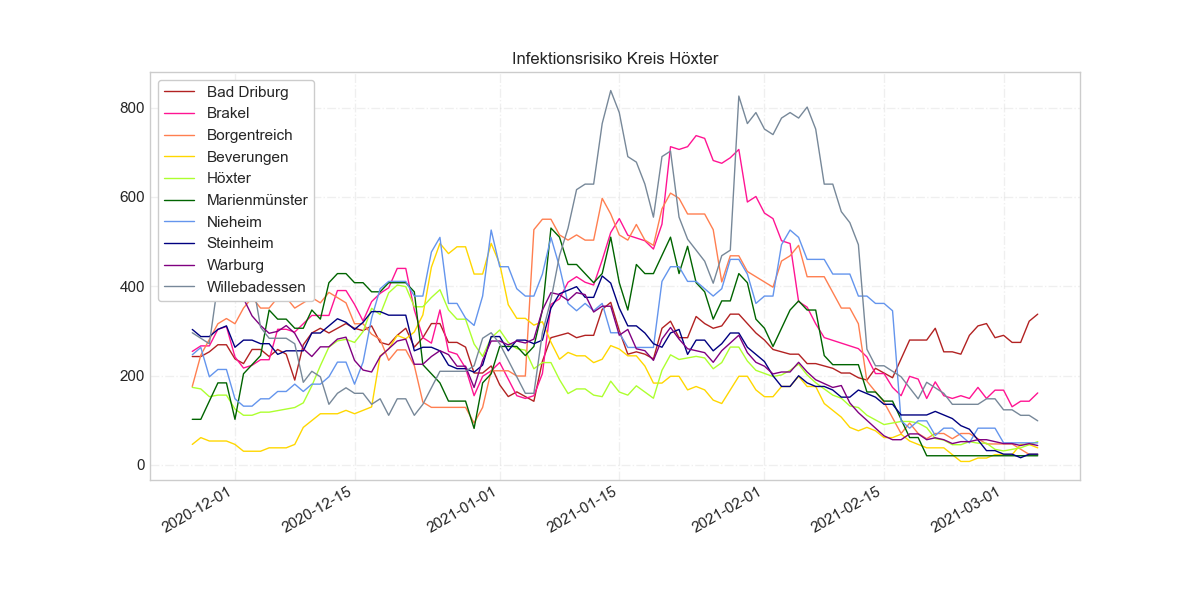 Infektionsrisiko Kreis Höxter
Bad Driburg
Brakel
Borgentreich
Beverungen
Höxter
Marienmünster
Nieheim
Steinheim
Warburg
Willebadessen
800
600
400
200
0
2020-12-01
2020-12-15
2021-01-01
2021-01-15
2021-02-01
2021-02-15
2021-03-01